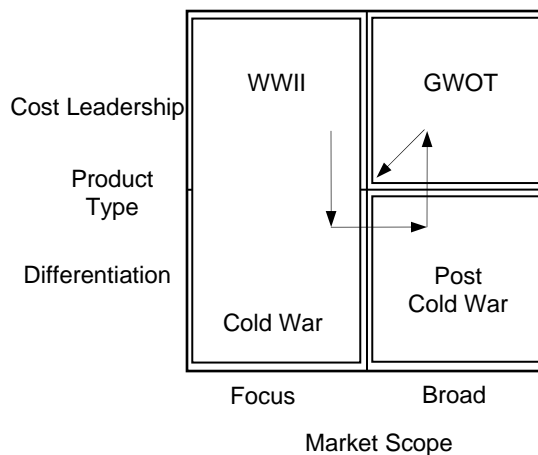 WWII
GWOT
Cost Leadership
Product
Type
Differentiation
Post
Cold War
Cold War
Focus
Broad
Market Scope